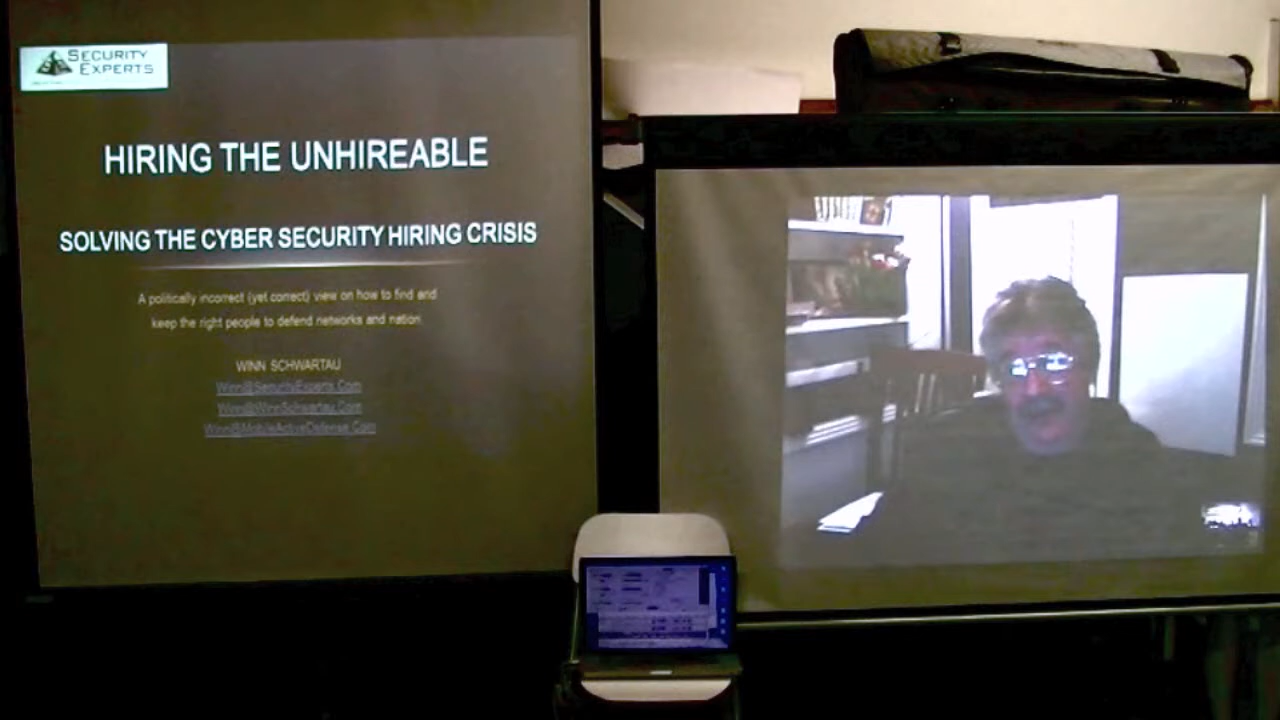 SECURITY
EXPERTS
HIRING THE UNHIREABLE
SOLVING THE CYBER SECURITY HIRING CRISIS
A politically incorrect (yet correct) view on how to find and
keep the right people to defend networks and nation.
WINN SCHWARTAU
Winn@SecurityExperts.Com
Winn@WinnSchwartau.Com
Winn@MobileActiveDefense.Com